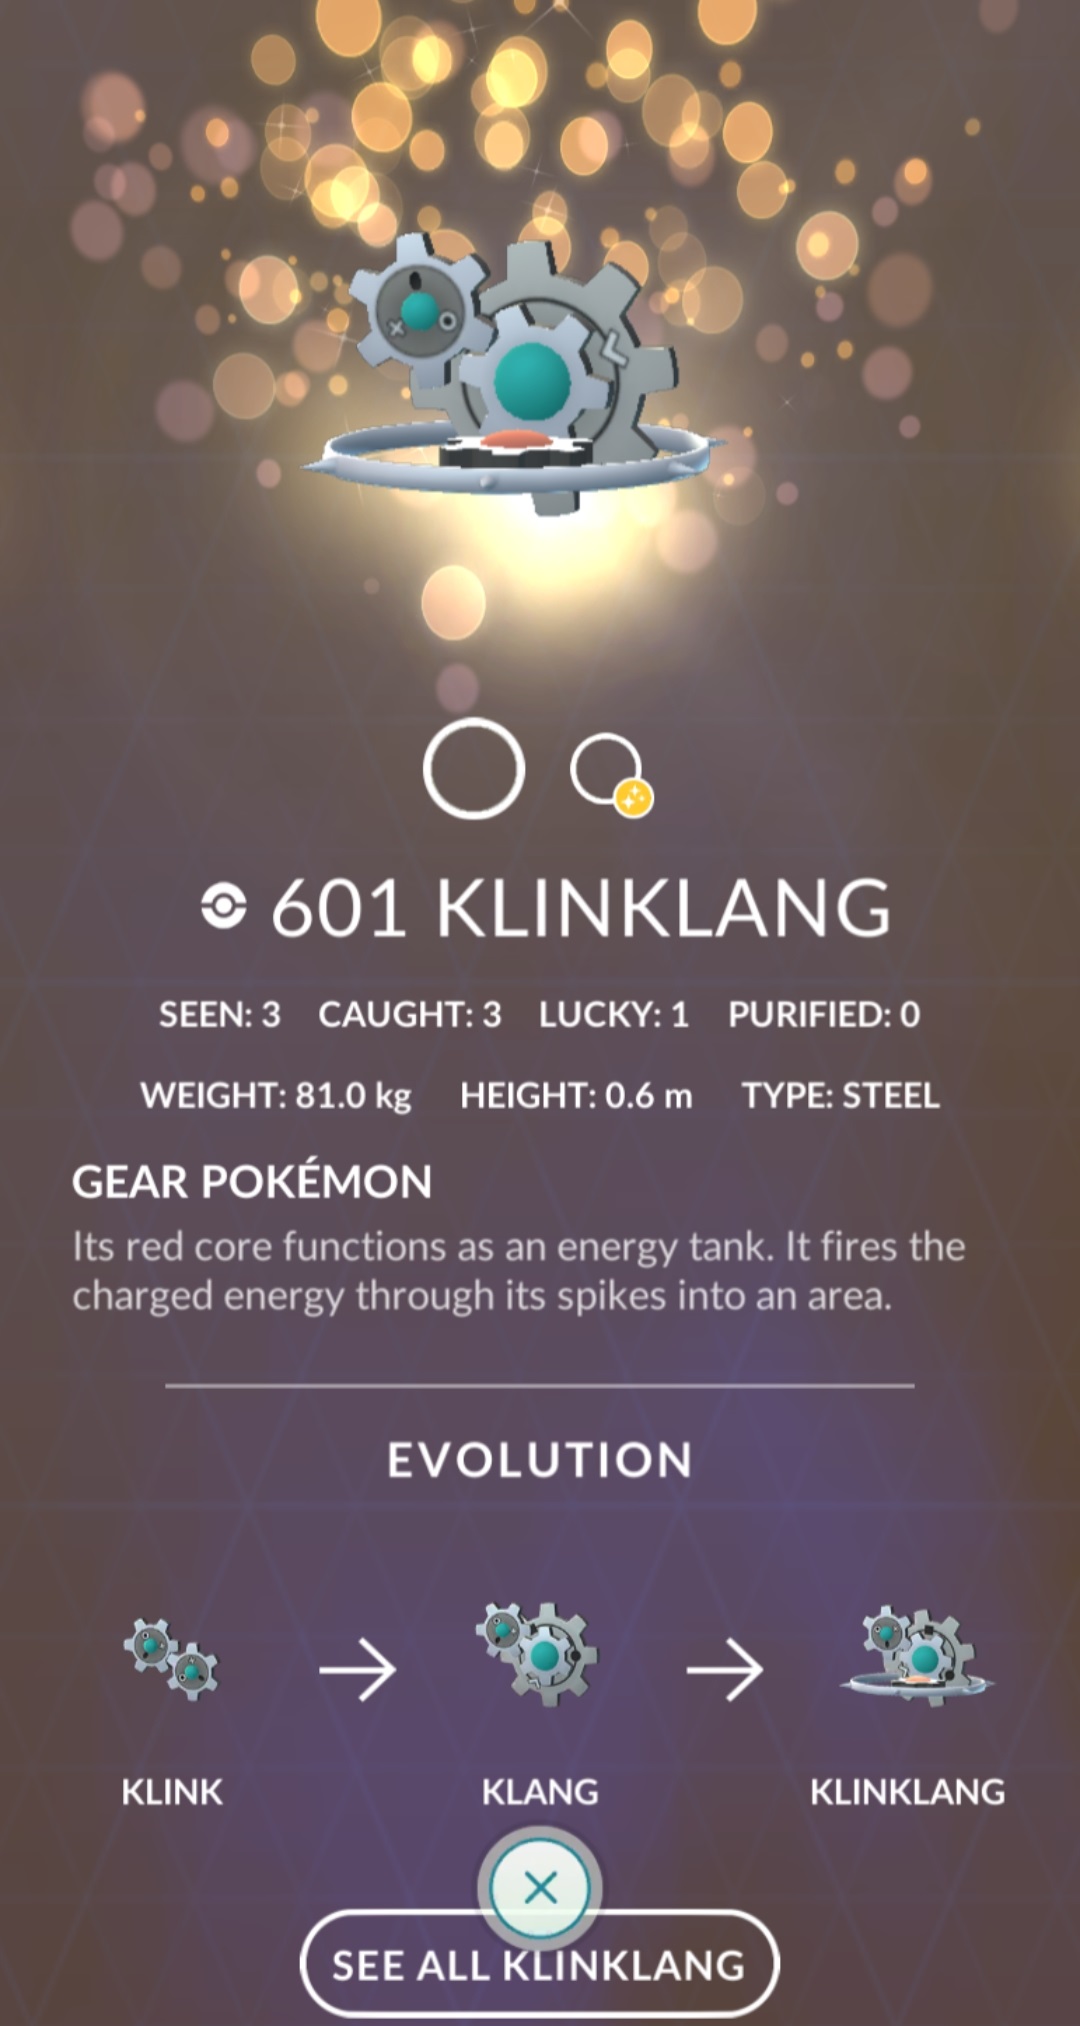 601 KLINKLANG
SEEN: 3 CAUGHT: 3 LUCKY: 1 PURIFIED: 0
WEIGHT: 81.0 kg HEIGHT: 0.6 m TYPE: STEEL
GEAR POKÉMON
Its red core functions as an energy tank. It fires the
charged energy through its spikes into an area.
EVOLUTION
KLINK KLANG KLINKLANG
SEE ALL KLINKLANG